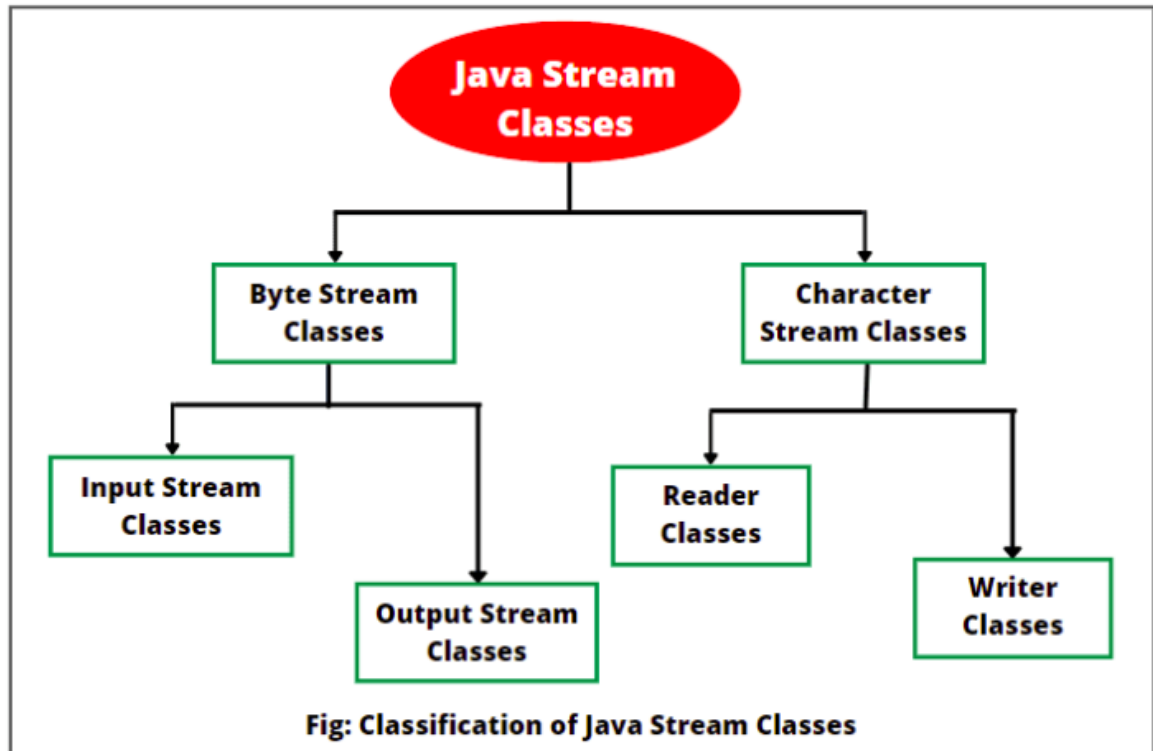 Java Stream
Classes
Byte Stream
Classes
Character
Stream Classes
Input Stream
Classes
Output Stream
Classes
Reader
Classes
Writer
Classes
Fig: Classification of Java Stream Classes